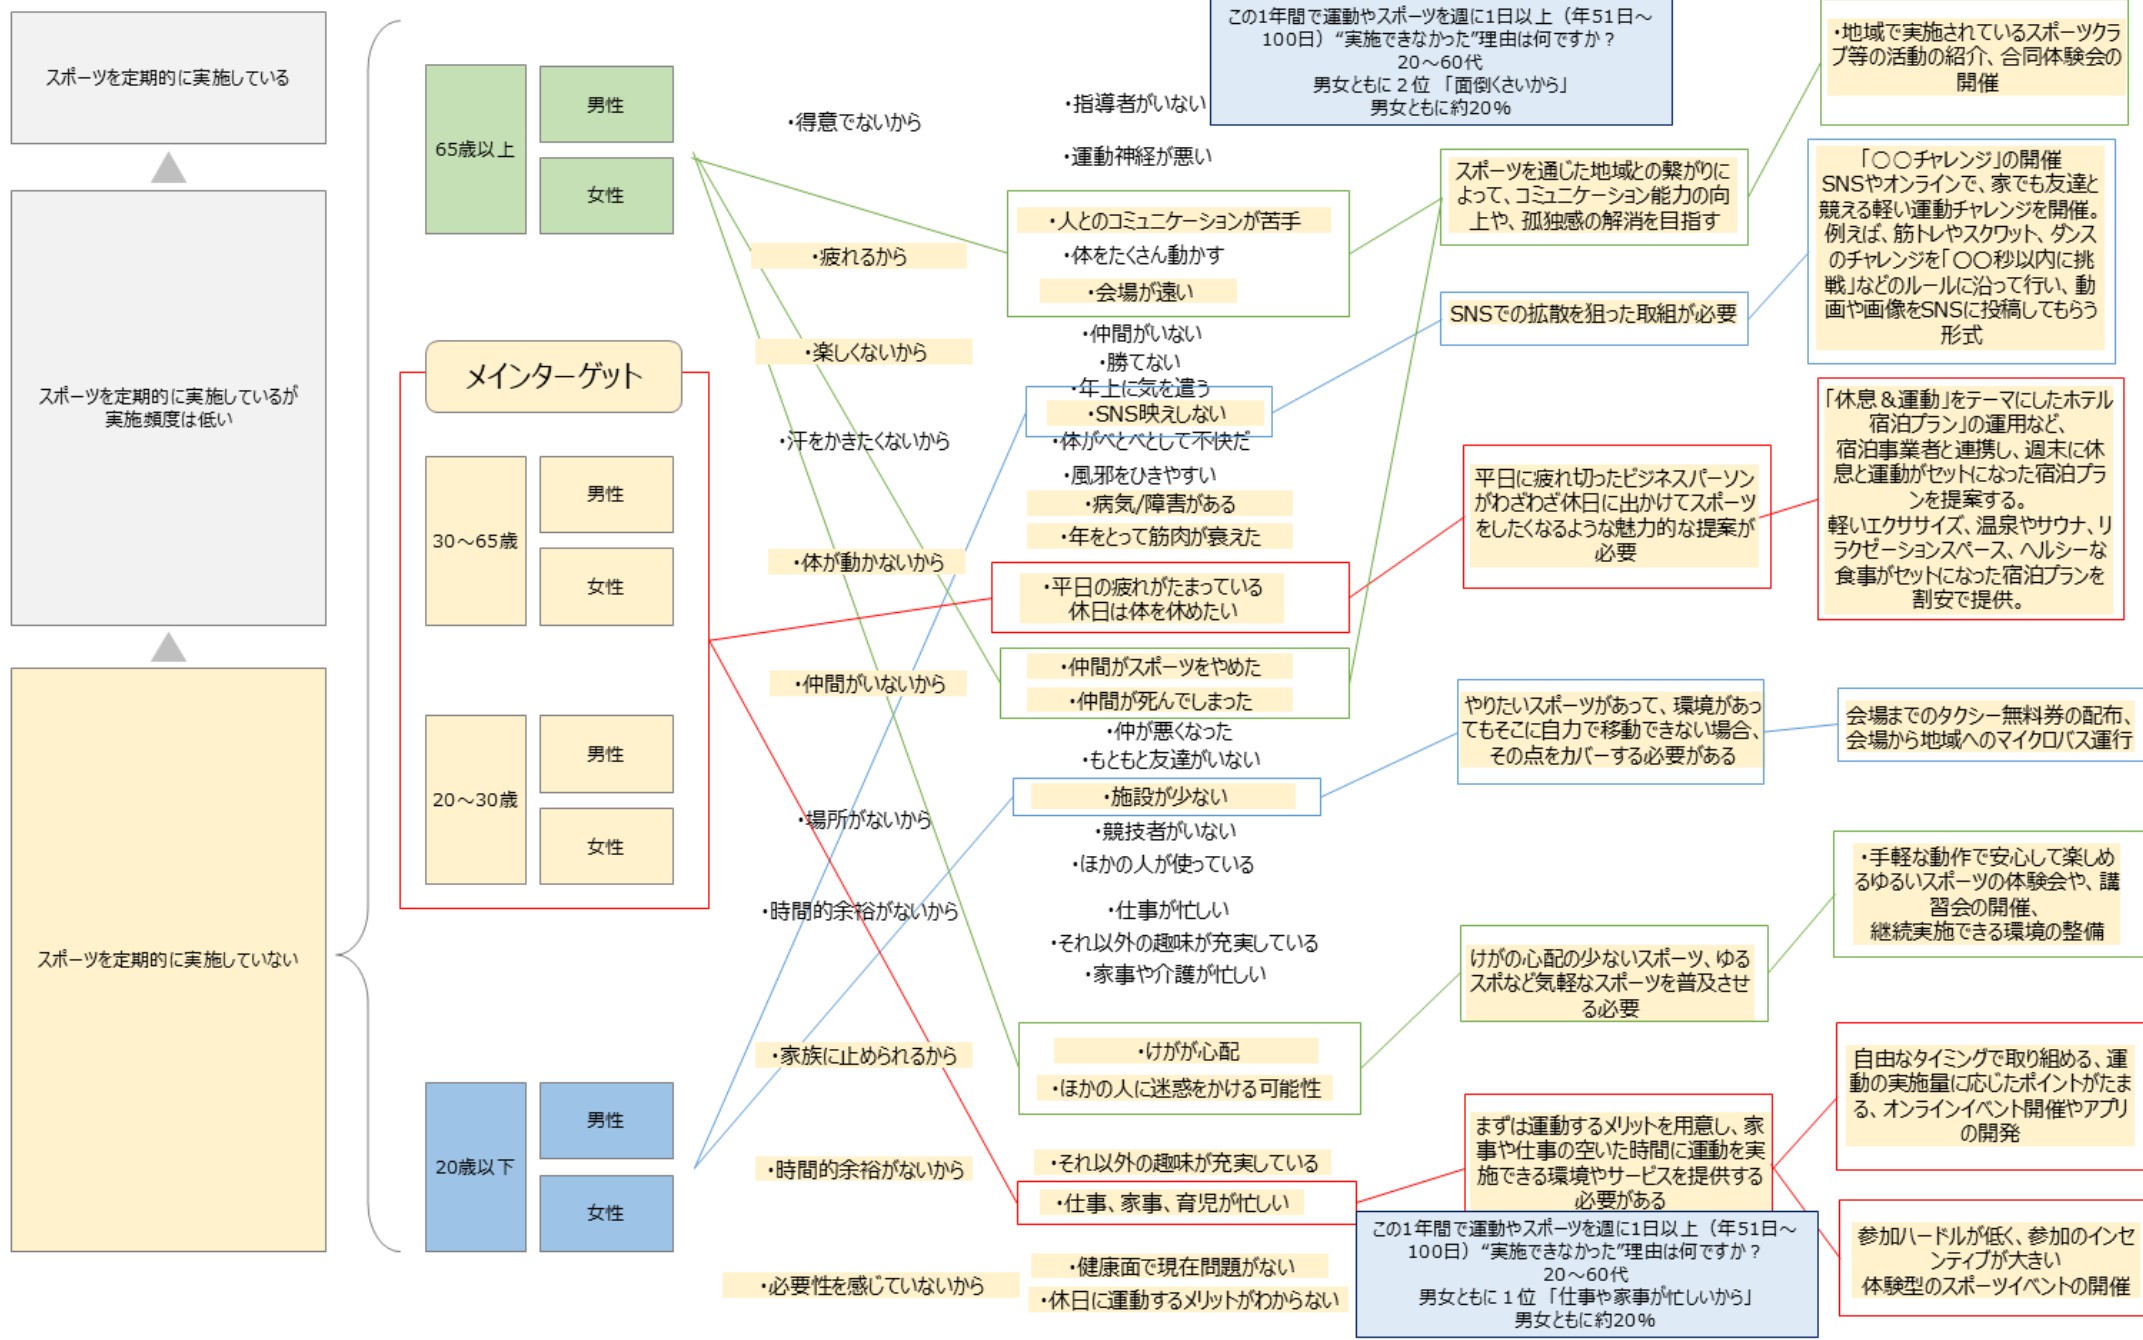 スポーツを定期的に実施している
スポーツを定期的に実施しているが
実施頻度は低い
スポーツを定期的に実施していない
65歳以上
男性
女性
メインターゲット
30～65歳
男性
女性
20～30歳
男性
女性
20歳以下
男性
女性
・得意でないから
・疲れるから
・楽しくないから
・汗をかきたくないから
・体が動かないから
・仲間がいないから
・場所がないから
・時間的余裕がないから
・家族に止められるから
・時間的余裕がないから
・必要性を感じていないから
・指導者がいない
・運動神経が悪い
・人とのコミュニケーションが苦手
・体をたくさん動かす
・会場が遠い
・仲間がいない
・勝てない
・年上に気を遣う
・SNS映えしない
・体がべとべとして不快だ
・風邪をひきやすい
・病気/障害がある
・年をとって筋肉が衰えた
・平日の疲れがたまっている
休日は体を休めたい
・仲間がスポーツをやめた
・仲間が死んでしまった
・仲が悪くなった
・もともと友達がいない
・施設が少ない
・競技者がいない
・ほかの人が使っている
・仕事が忙しい
・それ以外の趣味が充実している
・家事や介護が忙しい
・けがが心配
・ほかの人に迷惑をかける可能性
・それ以外の趣味が充実している
・仕事、家事、育児が忙しい
・健康面で現在問題がない
・休日に運動するメリットがわからない
この1年間で運動やスポーツを週に1日以上（年51日～
100日）“実施できなかった”理由は何ですか？
20～60代
男女ともに２位 「面倒くさいから」
男女ともに約20%
スポーツを通じた地域との繋がりに
よって、コミュニケーション能力の向
上や、孤独感の解消を目指す
SNSでの拡散を狙った取組が必要
平日に疲れ切ったビジネスパーソン
がわざわざ休日に出かけてスポーツ
をしたくなるような魅力的な提案が
必要
やりたいスポーツがあって、環境があっ
てもそこに自力で移動できない場合、
その点をカバーする必要がある
けがの心配の少ないスポーツ、ゆる
スポなど気軽なスポーツを普及させ
る必要
まずは運動するメリットを用意し、家
事や仕事の空いた時間に運動を実
施できる環境やサービスを提供する
必要がある
この1年間で運動やスポーツを週に1日以上（年51日～
100日）“実施できなかった”理由は何ですか？
20～60代
男女ともに１位 「仕事や家事が忙しいから」
男女ともに約20%
・地域で実施されているスポーツクラ
ブ等の活動の紹介、合同体験会の
開催
「○○チャレンジ」の開催
SNSやオンラインで、家でも友達と
競える軽い運動チャレンジを開催。
例えば、筋トレやスクワット、ダンス
のチャレンジを「○○秒以内に挑
戦」などのルールに沿って行い、動
画や画像をSNSに投稿してもらう
形式
「休息＆運動」をテーマにしたホテル
宿泊プラン」の運用など、
宿泊事業者と連携し、週末に休
息と運動がセットになった宿泊プラ
ンを提案する。
軽いエクササイズ、温泉やサウナ、リ
ラクゼーションスペース、ヘルシーな
食事がセットになった宿泊プランを
割安で提供。
会場までのタクシー無料券の配布、
会場から地域へのマイクロバス運行
・手軽な動作で安心して楽しめ
るゆるいスポーツの体験会や、講
習会の開催、
継続実施できる環境の整備
自由なタイミングで取り組める、運
動の実施量に応じたポイントがたま
る、オンラインイベント開催やアプリ
の開発
参加ハードルが低く、参加のインセ
ンティブが大きい
体験型のスポーツイベントの開催